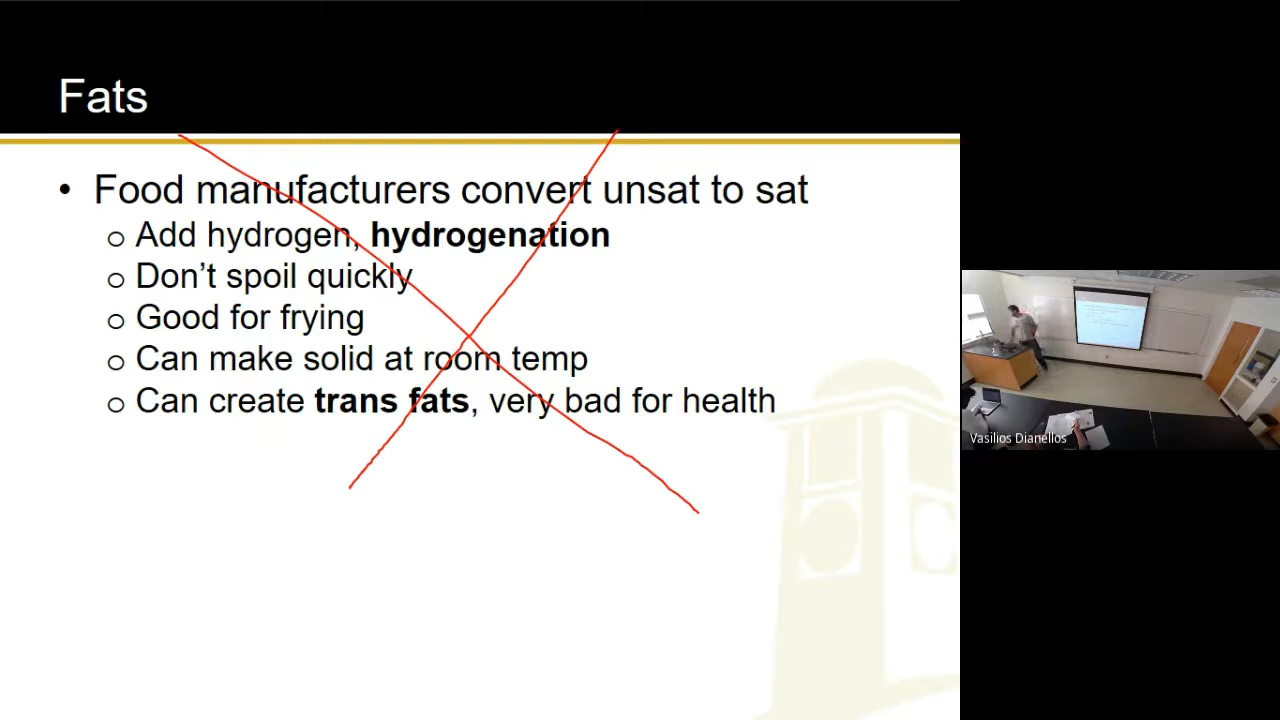 Fats
• Food manufacturers convert unsat to sat
o Add hydrogen, hydrogenation
o Don’t spoil quickly
o Good for frying
o Can make solid at room temp
o Can create trans fats, very bad for health
Vasilios Dianellos